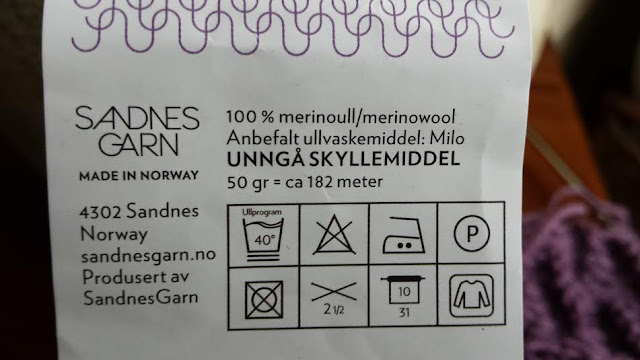 SANDNES
GARN
MADE IN NORWAY
4302 Sandnes
Norway
sandnesgarn.no
Produsert av
SandnesGarn
100 % merinoull/merinowool
Anbefalt ullvaskemiddel: Milo
UNNGÅ SKYLLEMIDDEL
50 gr = ca 182 meter
Ullprogram
40°
P
2 1/2
10
31